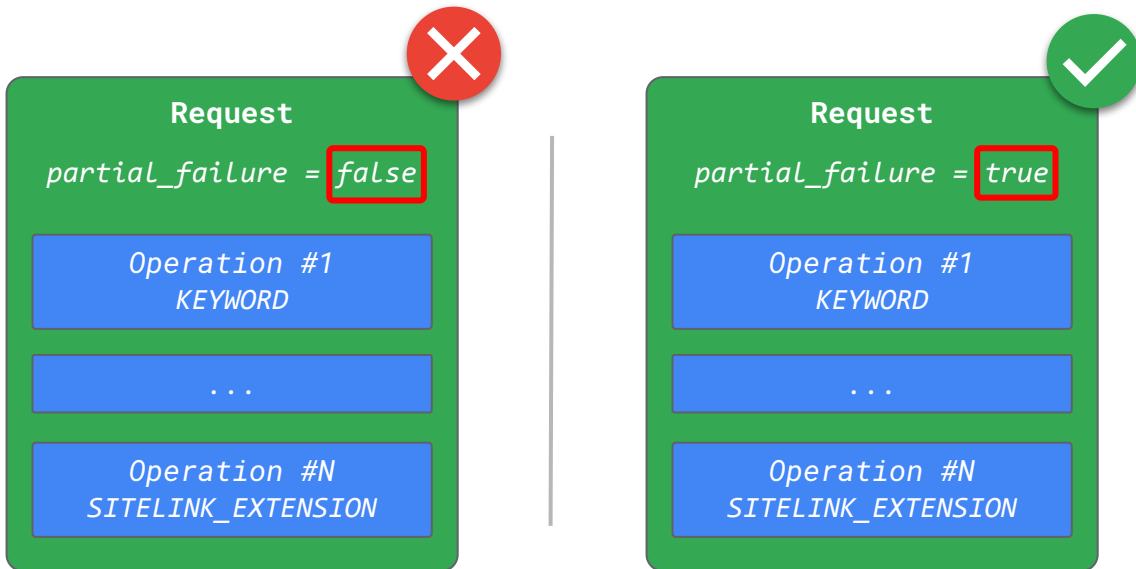 Request
partial_failure = false
Operation #1
KEYWORD
...
Operation #N
SITELINK_EXTENSION
Request
partial_failure = true
Operation #1
KEYWORD
...
Operation #N
SITELINK_EXTENSION